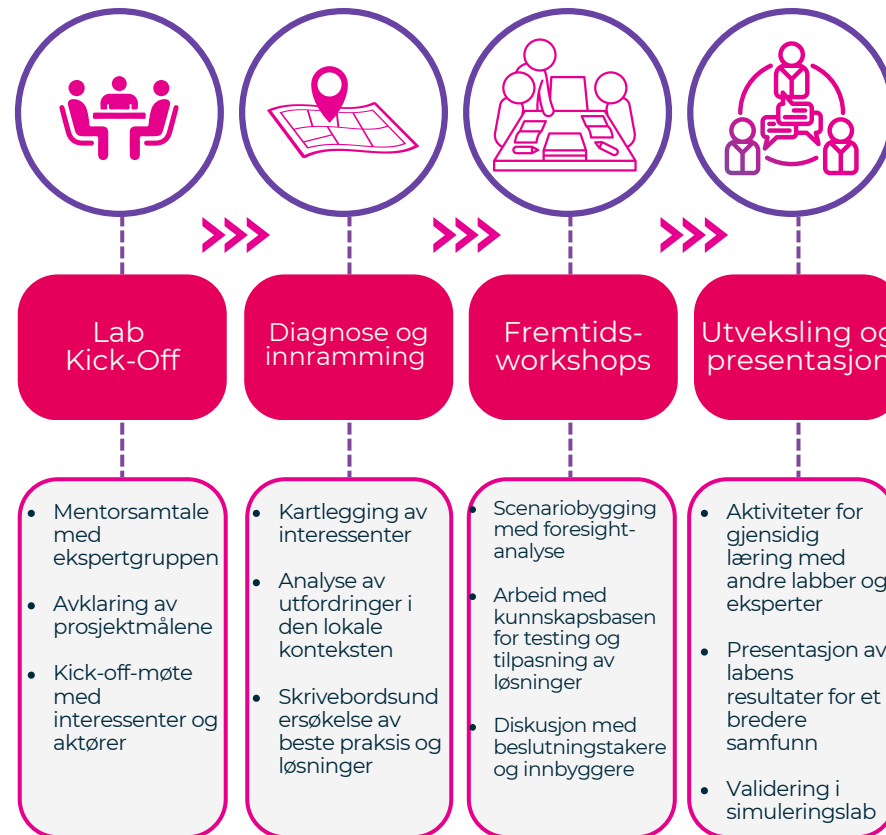 Lab
Kick-Off
Diagnose og
innramming
Fremtids-
workshops
Utveksling og
presentasjon
• Mentorsamtale
med
ekspertgruppen
• Avklaring av
prosjektmålene
• Kick-off-møte
med
interessenter og
aktører
• Kartlegging av
interessenter
• Analyse av
utfordringer i
den lokale
konteksten
• Skrivebordsund
ersøkelse av
beste praksis og
løsninger
• Scenariobygging
med foresight-
analyse
• Arbeid med
kunnskapsbasen
for testing og
tilpasning av
løsninger
• Diskusjon med
beslutningstakere
og innbyggere
• Aktiviteter for
gjensidig
læring med
andre labber og
eksperter
• Presentasjon av
labens
resultater for et
bredere
samfunn
• Validering i
simuleringslab